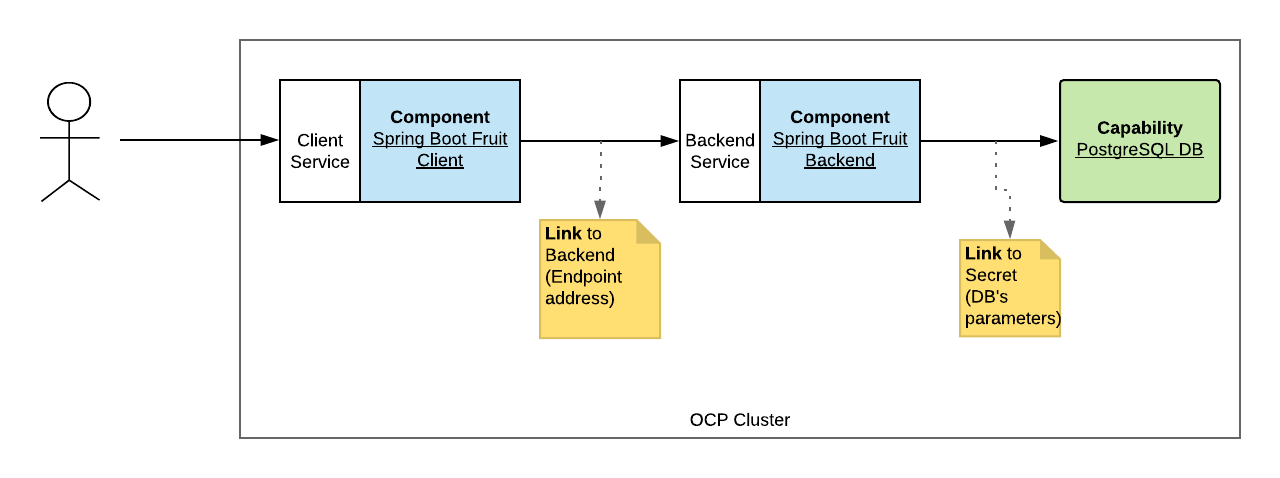 Client
Service
Component
Spring Boot Fruit
Client
Backend
Service
Component
Spring Boot Fruit
Backend
Capability
PostgreSQL DB
Link to
Backend
(Endpoint
address)
Link to
Secret
(DB's
parameters)
OCP Cluster